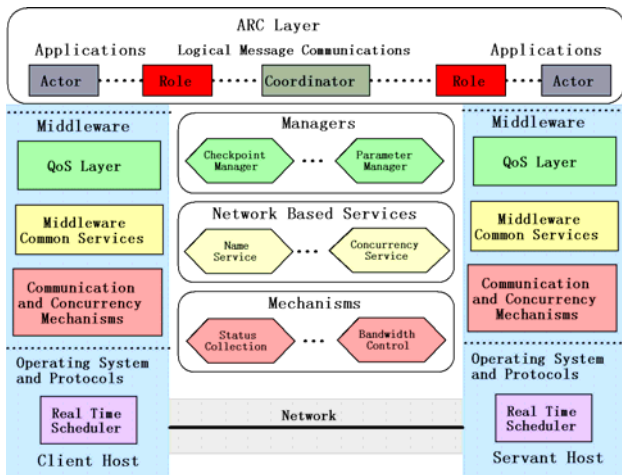 ARC Layer
Applications
Logical Message Communications
Applications
Actor
Role
Coordinator
Role
Actor
Middleware
QoS Layer
Middleware
Common Services
Communication
and Concurrency
Mechanisms
Operating System
and Protocols
Real Time
Scheduler
Client Host
Managers
Checkpoint
Manager
Parameter
Manager
Network Based Services
Name
Service
Concurrency
Service
Mechanisms
Status
Collection
Bandwidth
Control
Network
Middleware
QoS Layer
Middleware
Common Services
Communication
and Concurrency
Mechanisms
Operating System
and Protocols
Real Time
Scheduler
Servant Host